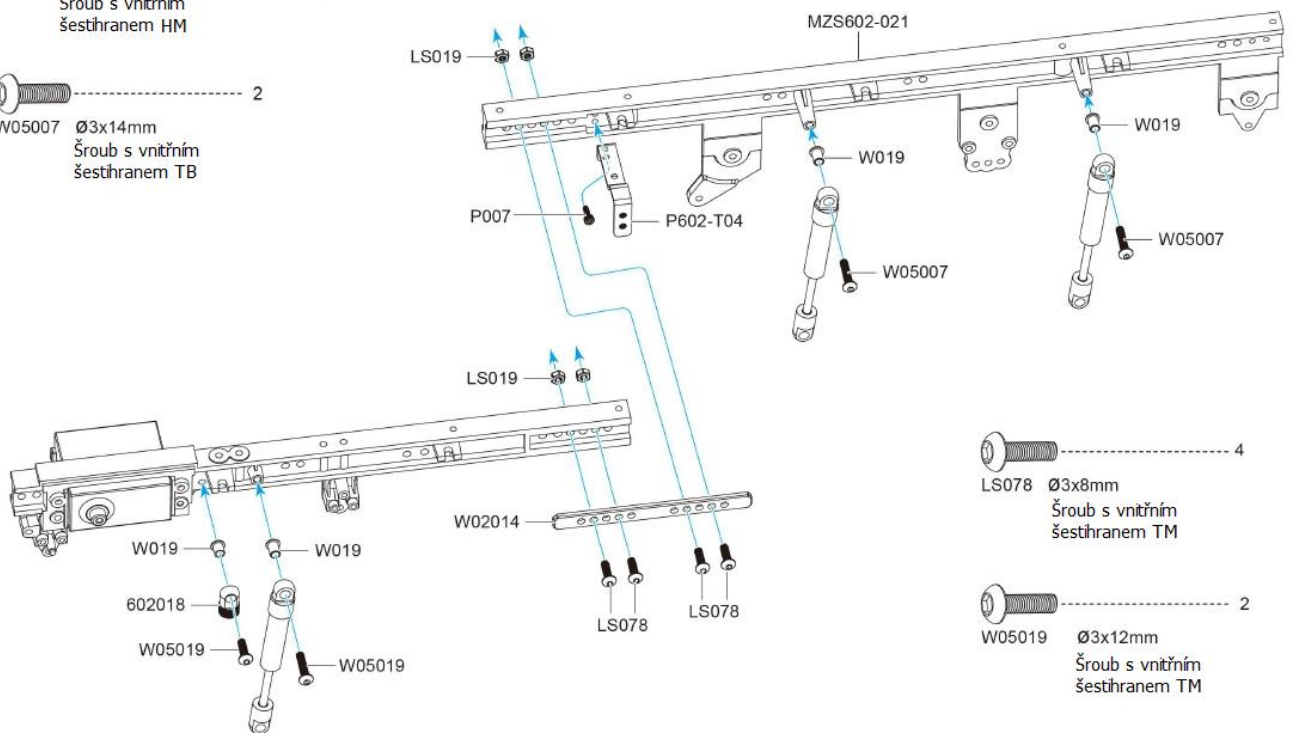 Šroub s vnitřním
šestihranem HM
2
W05007 Ø3x14mm
Šroub s vnitřním
šestihranem TB
MZS602-021
LS019
W019
W019
P007
P602-T04
W05007
W05007
LS019
W02014
W019
W019
602018
LS078
LS078
W05019
W05019
4
LS078 Ø3x8mm
Šroub s vnitřním
šestihranem TM
2
W05019 Ø3x12mm
Šroub s vnitřním
šestihranem TM